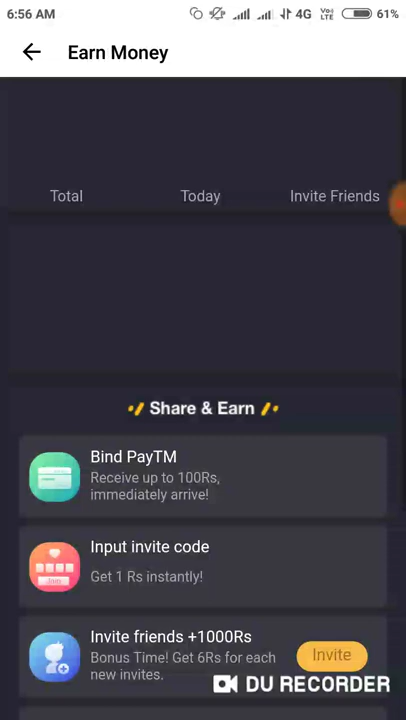 6:56 AM 4G VoLTE 61%
Earn Money
Total Today Invite Friends
Share & Earn
Bind PayTM
Receive up to 100Rs,
immediately arrive!
Input invite code
Get 1 Rs instantly!
Invite friends +1000Rs
Bonus Time! Get 6Rs for each
new invites.
Invite
DU RECORDER